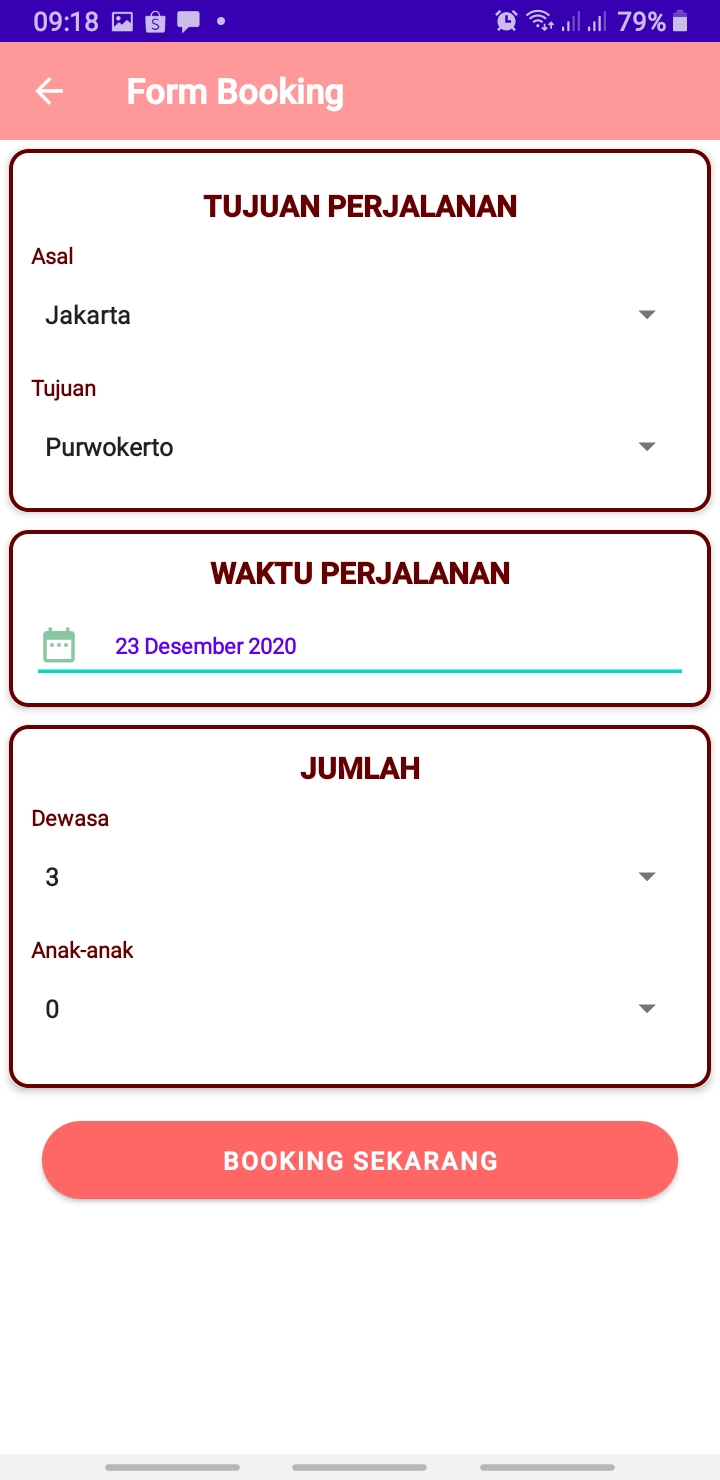 09:18
79%
Form Booking
TUJUAN PERJALANAN
Asal
Jakarta
Tujuan
Purwokerto
WAKTU PERJALANAN
23 Desember 2020
JUMLAH
Dewasa
3
Anak-anak
0
BOOKING SEKARANG